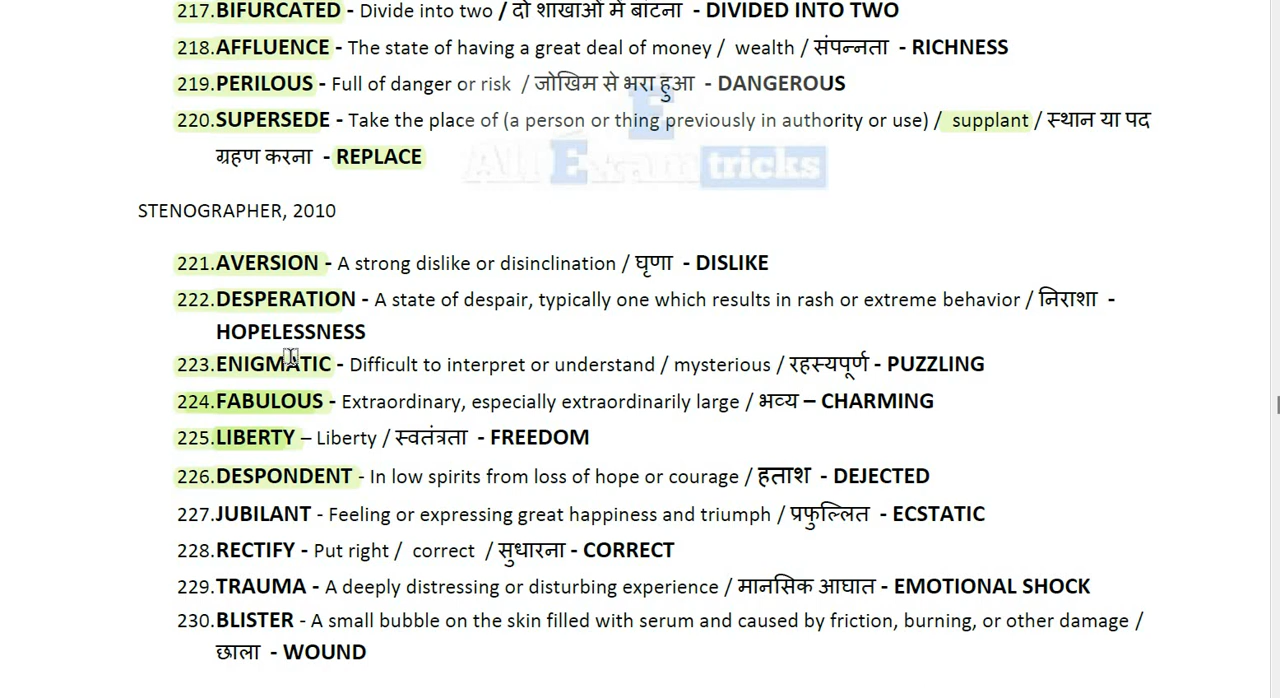 217.BIFURCATED - Divide into two / दो शाखाओं में बांटना - DIVIDED INTO TWO
218.AFFLUENCE - The state of having a great deal of money / wealth / संपन्नता - RICHNESS
219.PERILOUS - Full of danger or risk / जोखिम से भरा हुआ - DANGEROUS
220.SUPERSEDE - Take the place of (a person or thing previously in authority or use) / supplant / स्थान या पद
ग्रहण करना - REPLACE
E
All Exam tricks
STENOGRAPHER, 2010
221.AVERSION - A strong dislike or disinclination / घृणा - DISLIKE
222.DESPERATION - A state of despair, typically one which results in rash or extreme behavior / निराशा -
HOPELESSNESS
223.ENIGMATIC - Difficult to interpret or understand / mysterious / रहस्यपूर्ण - PUZZLING
224.FABULOUS - Extraordinary, especially extraordinarily large / भव्य – CHARMING
225.LIBERTY – Liberty / स्वतंत्रता - FREEDOM
226.DESPONDENT - In low spirits from loss of hope or courage / हताश - DEJECTED
227.JUBILANT - Feeling or expressing great happiness and triumph / प्रफुल्लित - ECSTATIC
228.RECTIFY - Put right / correct / सुधारना - CORRECT
229.TRAUMA - A deeply distressing or disturbing experience / मानसिक आघात - EMOTIONAL SHOCK
230.BLISTER - A small bubble on the skin filled with serum and caused by friction, burning, or other damage /
छाला - WOUND